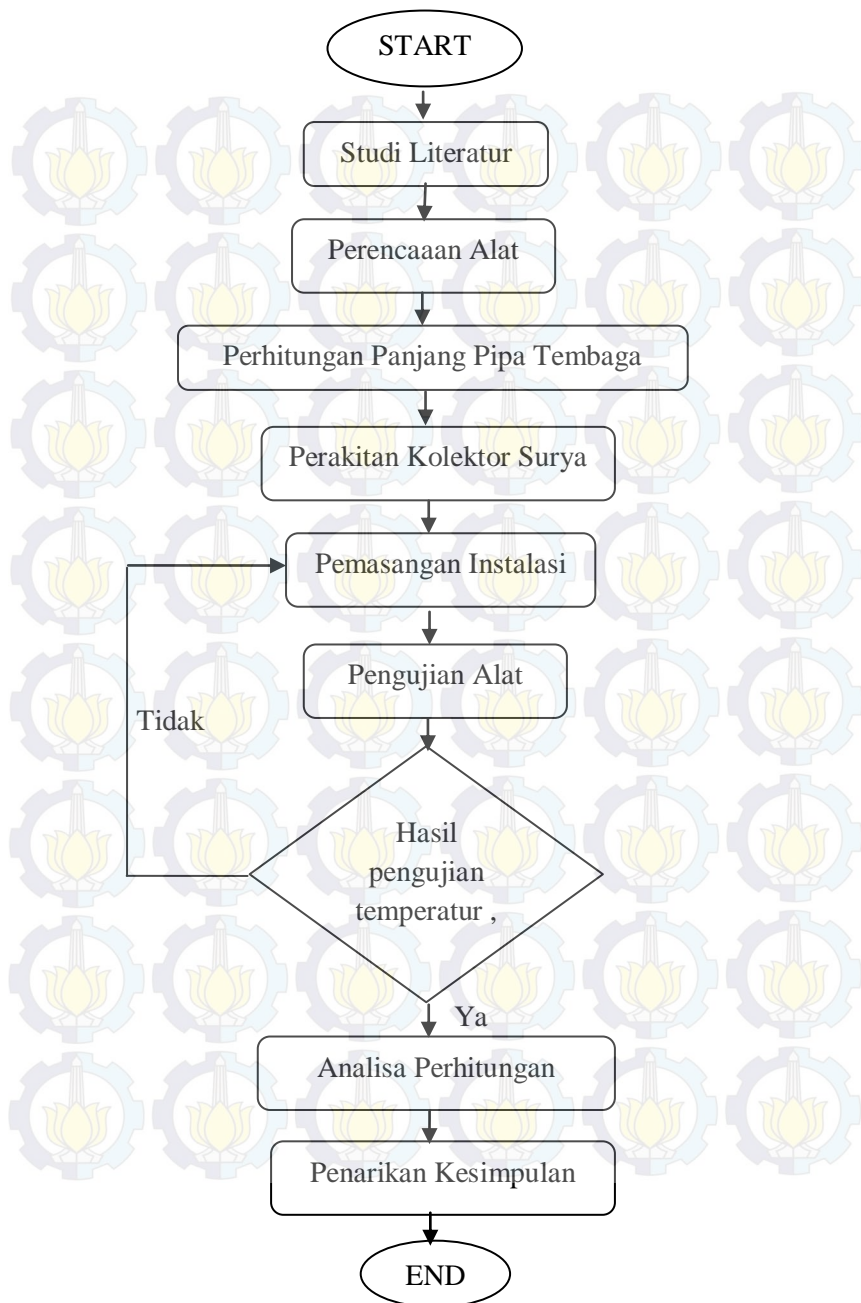 START
Studi Literatur
Perencaaan Alat
Perhitungan Panjang Pipa Tembaga
Perakitan Kolektor Surya
Pemasangan Instalasi
Pengujian Alat
Tidak
Hasil
pengujian
temperatur ,
Ya
Analisa Perhitungan
Penarikan Kesimpulan
END